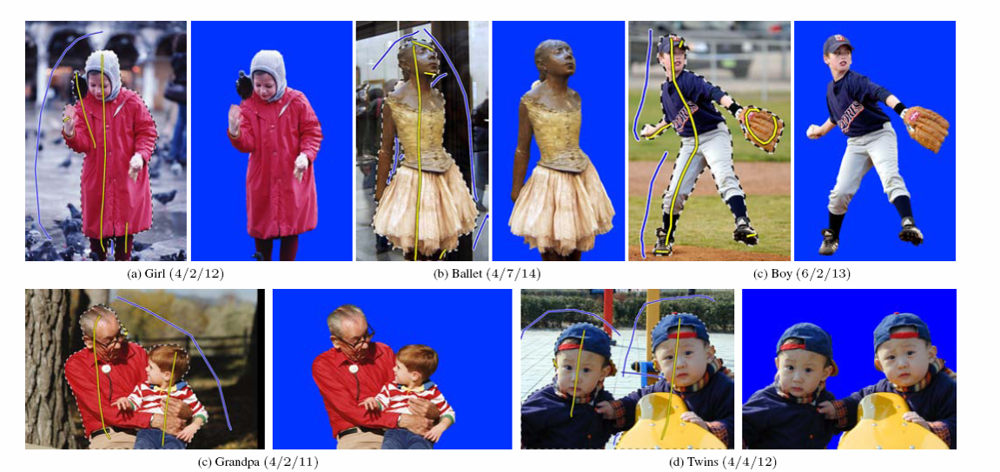 (a) Girl (4/2/12)
(b) Ballet (4/7/14)
(c) Boy (6/2/13)
(c) Grandpa (4/2/11)
(d) Twins (4/4/12)